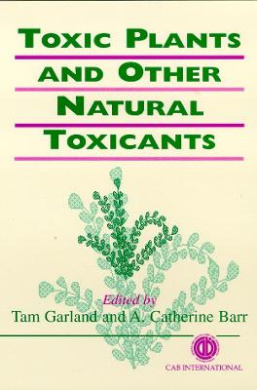 TOXIC PLANTS
AND OTHER
NATURAL
TOXICANTS
Edited by
Tam Garland and A. Catherine Barr
CAB INTERNATIONAL